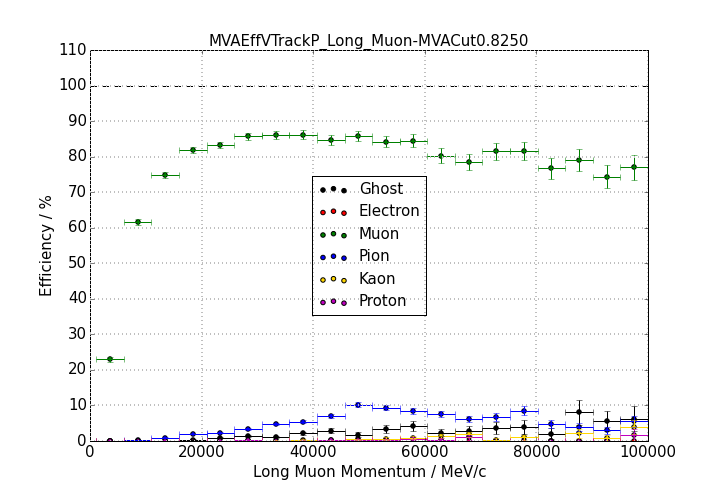 MVAEffVTrackP_Long_Muon-MVACut0.8250
110
100
90
80
70
60
50
40
30
20
10
0
Efficiency / %
Ghost
Electron
Muon
Pion
Kaon
Proton
0 20000 40000 60000 80000 100000
Long Muon Momentum / MeV/c